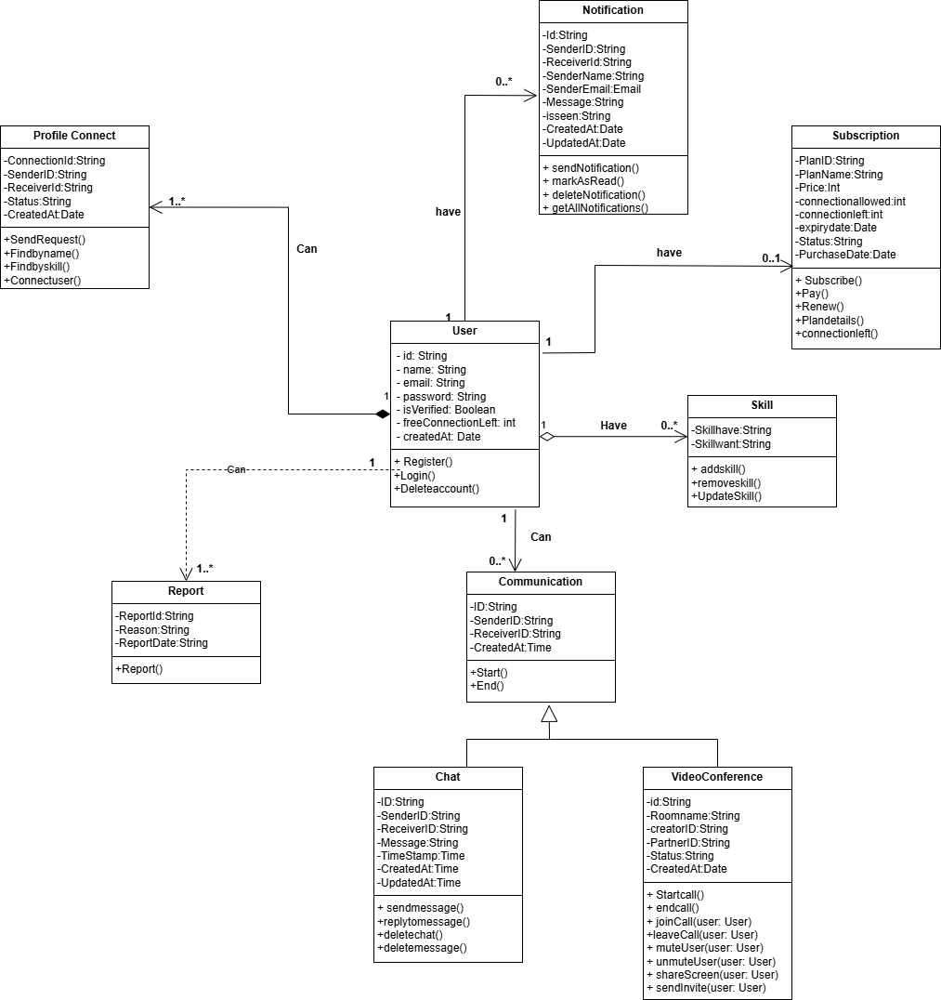 Notification
-Id:String
-SenderID:String
-ReceiverId:String
-SenderName:String
-SenderEmail:Email
-Message:String
-isseen:String
-CreatedAt:Date
-UpdatedAt:Date
+ sendNotification()
+ markAsRead()
+ deleteNotification()
+ getAllNotifications()
0..*
have
1
Profile Connect
-ConnectionId:String
-SenderID:String
-ReceiverId:String
-Status:String
-CreatedAt:Date
+SendRequest()
+Findbyname()
+Findbyskill()
+Connectuser()
1..*
Can
1
Subscription
-PlanID:String
-PlanName:String
-Price:Int
-connectionallowed:int
-connectionleft:int
-expirydate:Date
-Status:String
-PurchaseDate:Date
+ Subscribe()
+Pay()
+Renew()
+Plandetails()
+connectionleft()
have
0..1
1
User
- id: String
- name: String
- email: String
- password: String
- isVerified: Boolean
- freeConnectionLeft: int
- createdAt: Date
+ Register()
+Login()
+Deleteaccount()
1
Have
0..*
Skill
-Skillhave:String
-Skillwant:String
+ addskill()
+removeskill()
+UpdateSkill()
1
Can
1..*
Report
-ReportId:String
-Reason:String
-ReportDate:String
+Report()
1
Can
0..*
Communication
-ID:String
-SenderID:String
-ReceiverID:String
-CreatedAt:Time
+Start()
+End()
Chat
-ID:String
-SenderID:String
-ReceiverID:String
-Message:String
-TimeStamp:Time
-CreatedAt:Time
-UpdatedAt:Time
+ sendmessage()
+replytomessage()
+deletechat()
+deletemessage()
VideoConference
-id:String
-Roomname:String
-creatorID:String
-PartnerID:String
-Status:String
-CreatedAt:Date
+ Startcall()
+ endcall()
+ joinCall(user: User)
+leaveCall(user: User)
+ muteUser(user: User)
+ unmuteUser(user: User)
+ shareScreen(user: User)
+ sendInvite(user: User)